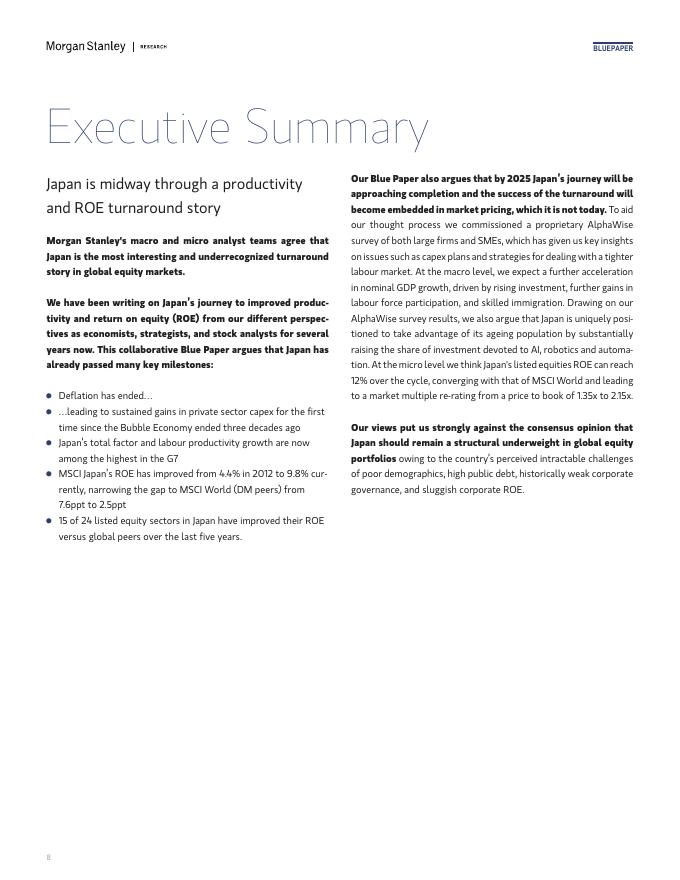 Morgan Stanley | RESEARCH
BLUEPAPER
Executive Summary
Japan is midway through a productivity
and ROE turnaround story
Morgan Stanley's macro and micro analyst teams agree that
Japan is the most interesting and underrecognized turnaround
story in global equity markets.
We have been writing on Japan's journey to improved produc-
tivity and return on equity (ROE) from our different perspec-
tives as economists, strategists, and stock analysts for several
years now. This collaborative Blue Paper argues that Japan has
already passed many key milestones:
● Deflation has ended…
● …leading to sustained gains in private sector capex for the first
time since the Bubble Economy ended three decades ago
● Japan's total factor and labour productivity growth are now
among the highest in the G7
● MSCI Japan's ROE has improved from 4.4% in 2012 to 9.8% cur-
rently, narrowing the gap to MSCI World (DM peers) from
7.6ppt to 2.5ppt
● 15 of 24 listed equity sectors in Japan have improved their ROE
versus global peers over the last five years.
Our Blue Paper also argues that by 2025 Japan's journey will be
approaching completion and the success of the turnaround will
become embedded in market pricing, which it is not today. To aid
our thought process we commissioned a proprietary AlphaWise
survey of both large firms and SMEs, which has given us key insights
on issues such as capex plans and strategies for dealing with a tighter
labour market. At the macro level, we expect a further acceleration
in nominal GDP growth, driven by rising investment, further gains in
labour force participation, and skilled immigration. Drawing on our
AlphaWise survey results, we also argue that Japan is uniquely posi-
tioned to take advantage of its ageing population by substantially
raising the share of investment devoted to AI, robotics and automa-
tion. At the micro level we think Japan's listed equities ROE can reach
12% over the cycle, converging with that of MSCI World and leading
to a market multiple re-rating from a price to book of 1.35x to 2.15x.
Our views put us strongly against the consensus opinion that
Japan should remain a structural underweight in global equity
portfolios owing to the country's perceived intractable challenges
of poor demographics, high public debt, historically weak corporate
governance, and sluggish corporate ROE.
8